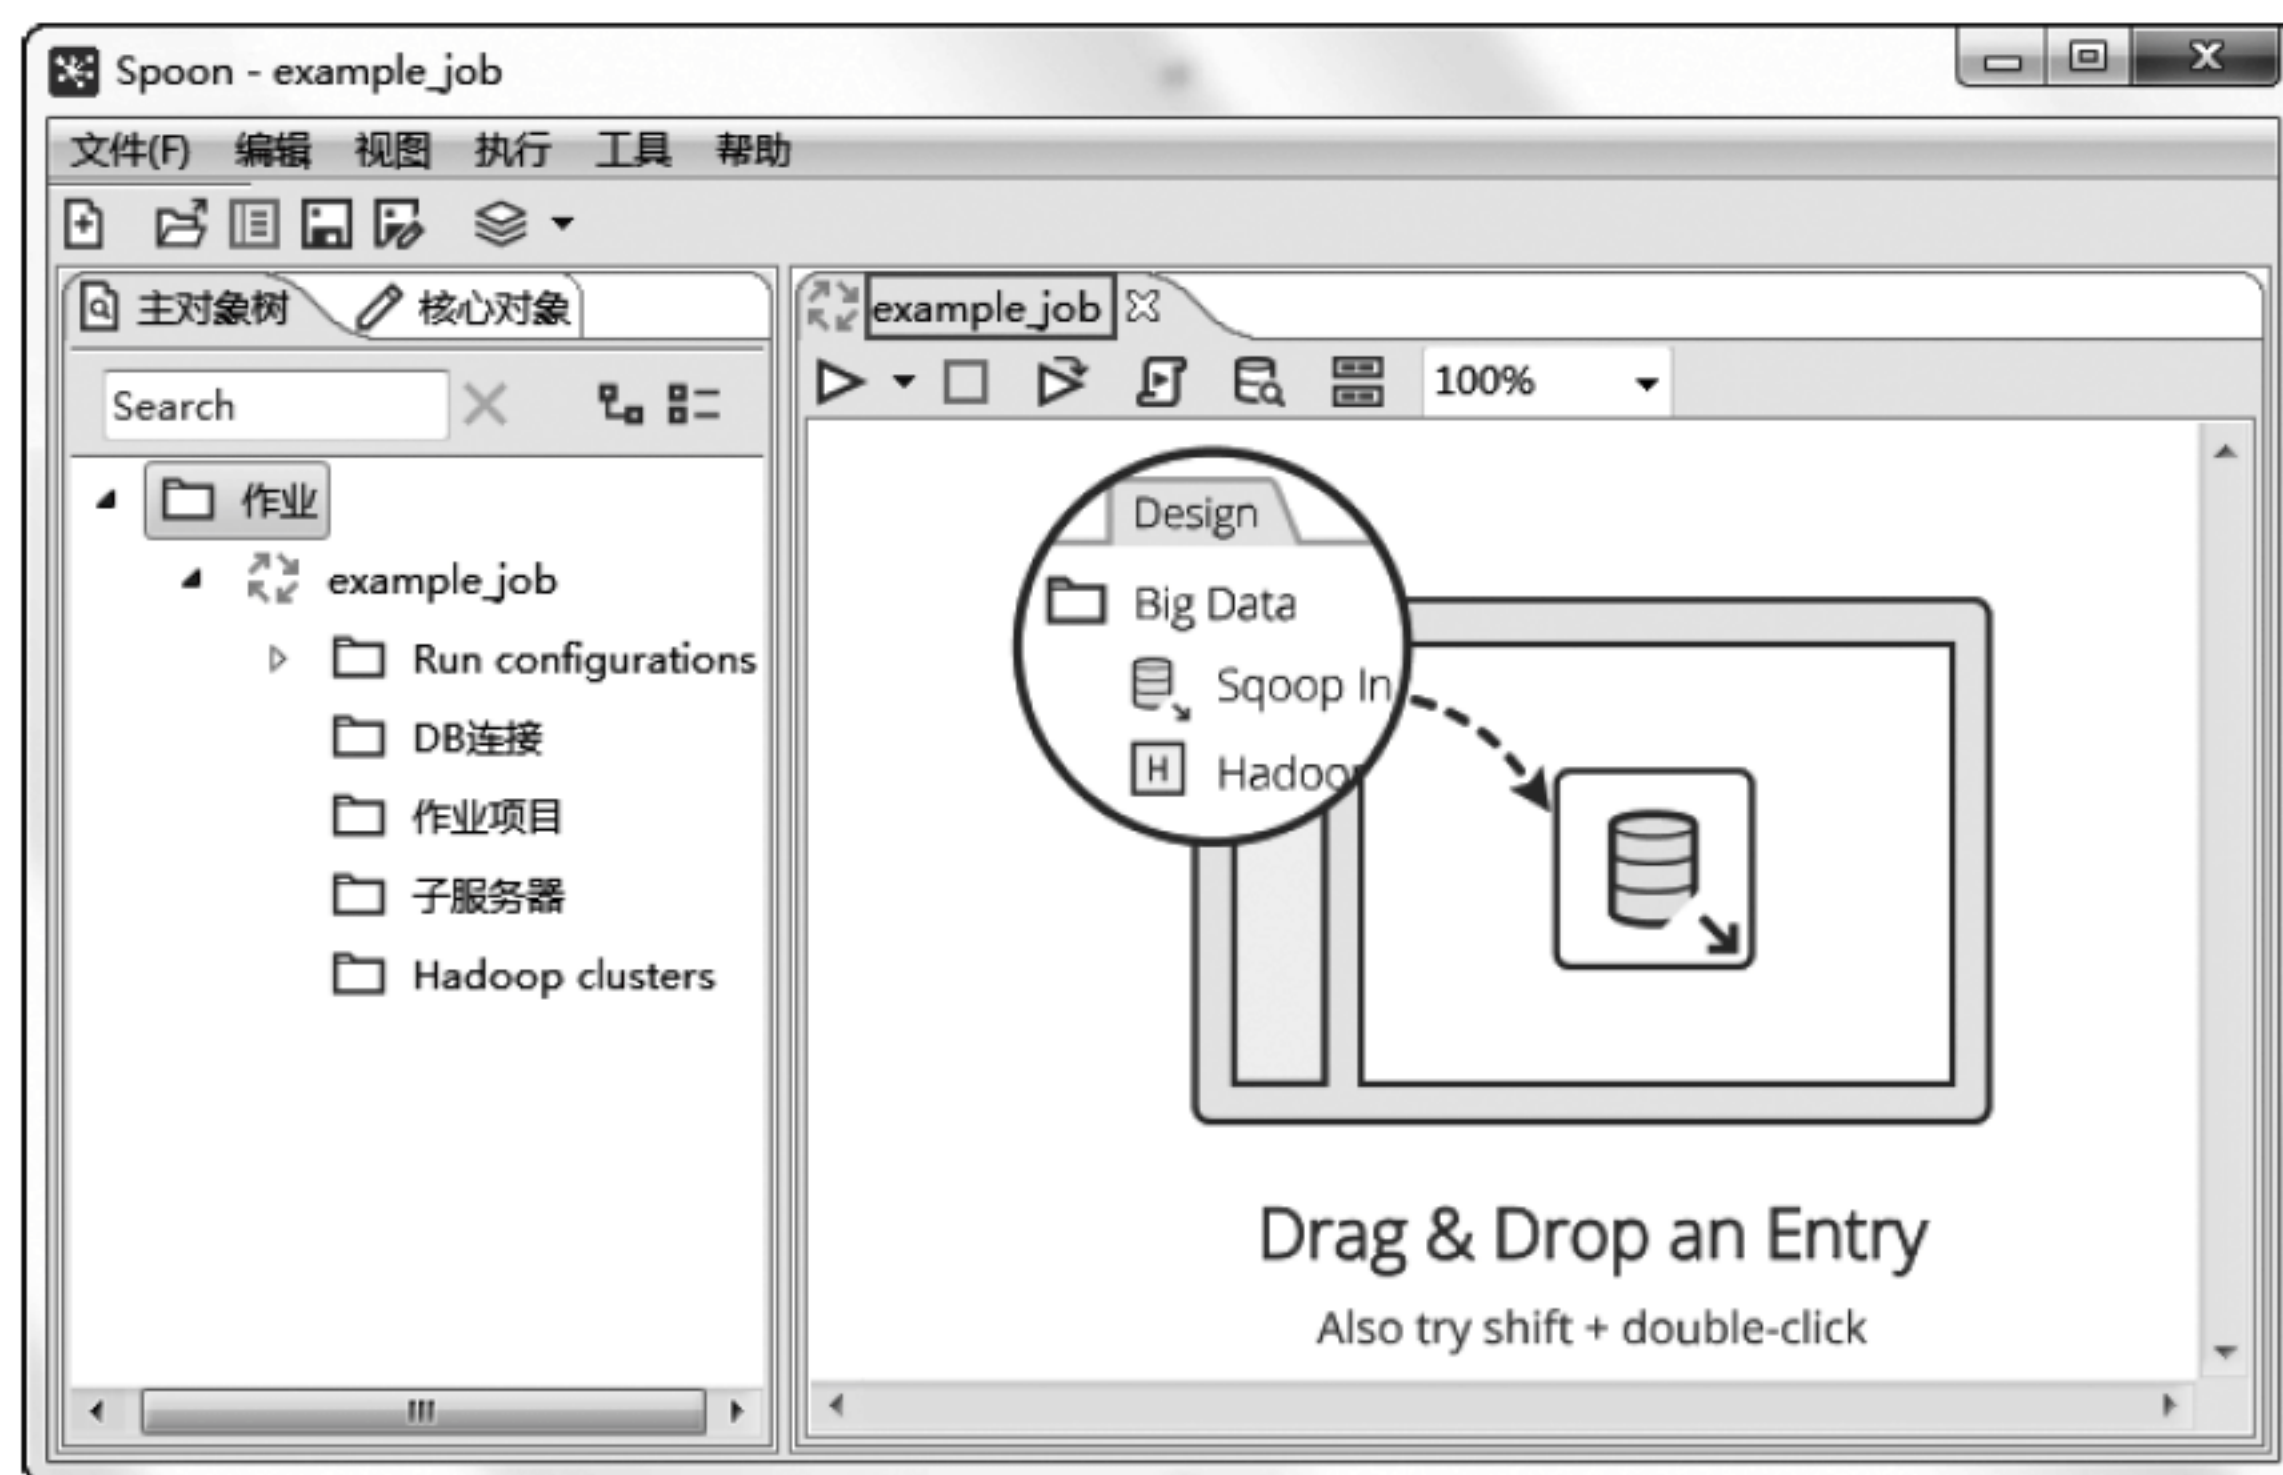 Spoon - example_job
文件(F) 编辑 视图 执行 工具 帮助
主对象树 核心对象
Search
作业
example_job
Run configurations
DB连接
作业项目
子服务器
Hadoop clusters
example_job
100%
Design
Big Data
Sqoop In
H Hadoop
Drag & Drop an Entry
Also try shift + double-click